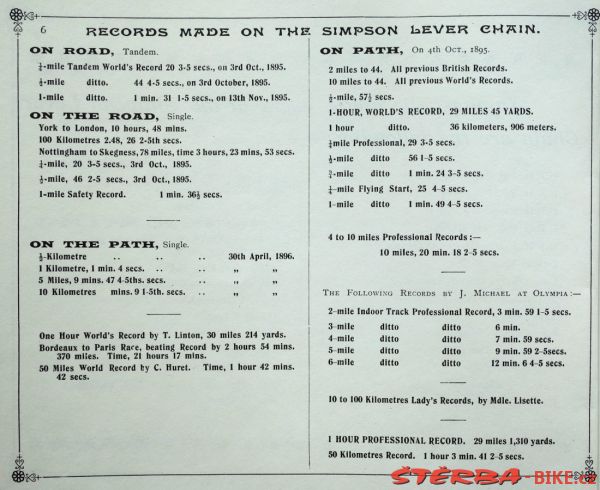 6
RECORDS MADE ON THE SIMPSON LEVER CHAIN.
ON ROAD, Tandem.
¼-mile Tandem World's Record 20 3-5 secs., on 3rd Oct., 1895.
½-mile ditto. 44 4-5 secs., on 3rd October, 1895.
1-mile ditto. 1 min. 31 1-5 secs., on 13th Nov., 1895.
ON THE ROAD, Single.
York to London, 10 hours, 48 mins.
100 Kilometres 2.48, 26 2-5th secs.
Nottingham to Skegness, 78 miles, time 3 hours, 23 mins, 53 secs.
¼-mile, 20 3-5 secs., 3rd Oct., 1895.
½-mile, 46 2-5 secs., 3rd Oct., 1895.
1-mile Safety Record. 1 min. 36½ secs.
ON THE PATH, Single.
½-Kilometre .. .. .. 30th April, 1896.
1 Kilometre, 1 min. 4 secs. .. .. „ „
5 Miles, 9 mins. 47 4-5ths. secs. .. „ „
10 Kilometres mins. 9 1-5th. secs. .. „ „
One Hour World's Record by T. Linton, 30 miles 214 yards.
Bordeaux to Paris Race, beating Record by 2 hours 54 mins.
370 miles. Time, 21 hours 17 mins.
50 Miles World Record by C. Huret. Time, 1 hour 42 mins.
42 secs.
ON PATH, On 4th Oct., 1895.
2 miles to 44. All previous British Records.
10 miles to 44. All previous World's Records.
½-mile, 57½ secs.
1-HOUR, WORLD'S RECORD, 29 MILES 45 YARDS.
1 hour ditto. 36 kilometers, 906 meters.
¼mile Professional, 29 3-5 secs.
½-mile ditto 56 1-5 secs.
¾-mile ditto 1 min. 24 3-5 secs.
¼-mile Flying Start, 25 4-5 secs.
1-mile ditto 1 min. 49 4-5 secs.
4 to 10 miles Professional Records :—
10 miles, 20 min. 18 2-5 secs.
The Following Records by J. Michael at Olympia:—
2-mile Indoor Track Professional Record, 3 min. 59 1-5 secs.
3-mile ditto ditto 6 min.
4-mile ditto ditto 7 min. 59 secs.
5-mile ditto ditto 9 min. 59 2-5secs.
6-mile ditto ditto 12 min. 6 4-5 secs.
10 to 100 Kilometres Lady's Records, by Mdle. Lisette.
1 HOUR PROFESSIONAL RECORD. 29 miles 1,310 yards.
50 Kilometres Record. 1 hour 3 min. 41 2-5 secs.
ŠTĚRBA-BIKE.cz